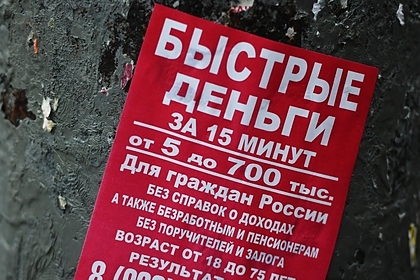 БЫСТРЫЕ
ДЕНЬГИ
ЗА 15 МИНУТ
от 5 до 700 тыс.
Для граждан России
БЕЗ СПРАВОК О ДОХОДАХ
А ТАКЖЕ БЕЗРАБОТНЫМ И ПЕНСИОНЕРАМ
БЕЗ ПОРУЧИТЕЛЕЙ И ЗАЛОГА
ВОЗРАСТ ОТ 18 ДО 75 ЛЕТ